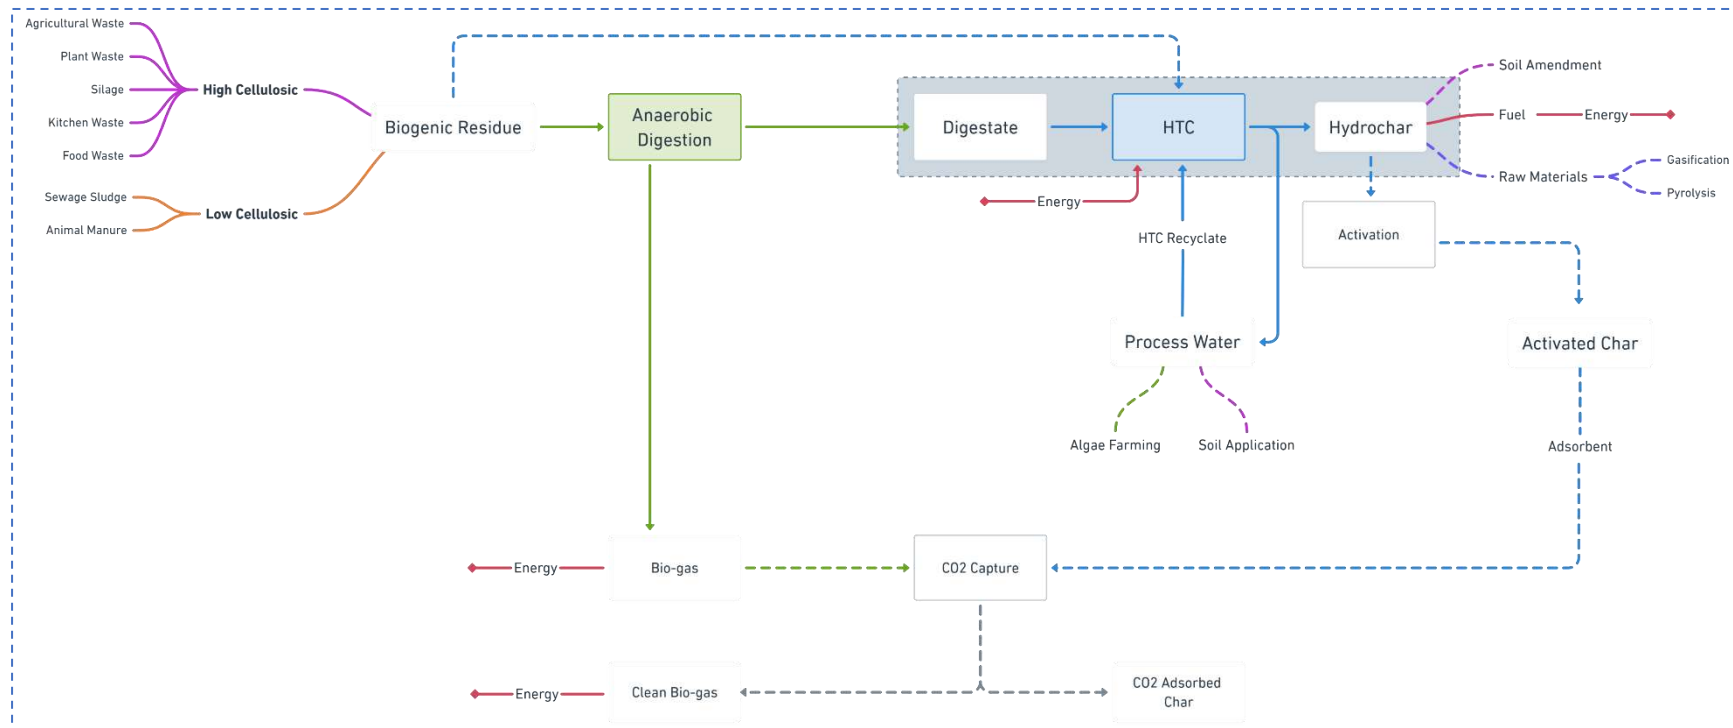 Agricultural Waste
Plant Waste
Silage
Kitchen Waste
Food Waste
High Cellulosic
Sewage Sludge
Animal Manure
Low Cellulosic
Biogenic Residue
Anaerobic
Digestion
Digestate
HTC
Hydrochar
Soil Amendment
Fuel
Energy
Raw Materials
Gasification
Pyrolysis
Energy
HTC Recyclate
Activation
Process Water
Activated Char
Algae Farming
Soil Application
Adsorbent
Energy
Bio-gas
CO2 Capture
Energy
Clean Bio-gas
CO2 Adsorbed
Char